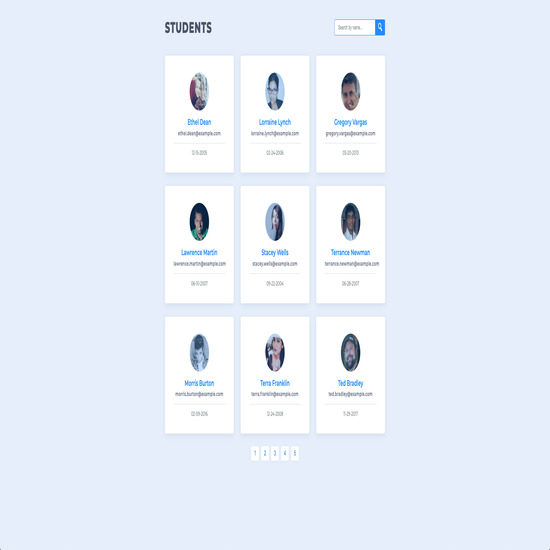 STUDENTS
Search by name...
Ethel Dean
ethel.dean@example.com
12-15-2005
Lorraine Lynch
lorraine.lynch@example.com
02-24-2006
Gregory Vargas
gregory.vargas@example.com
03-03-2013
Lawrence Martin
lawrence.martin@example.com
08-10-2007
Stacey Wells
stacey.wells@example.com
09-22-2004
Terrance Newman
terrance.newman@example.com
06-28-2007
Morris Burton
morris.burton@example.com
02-09-2016
Terra Franklin
terra.franklin@example.com
12-24-2008
Ted Bradley
ted.bradley@example.com
11-29-2017
1 2 3 4 5